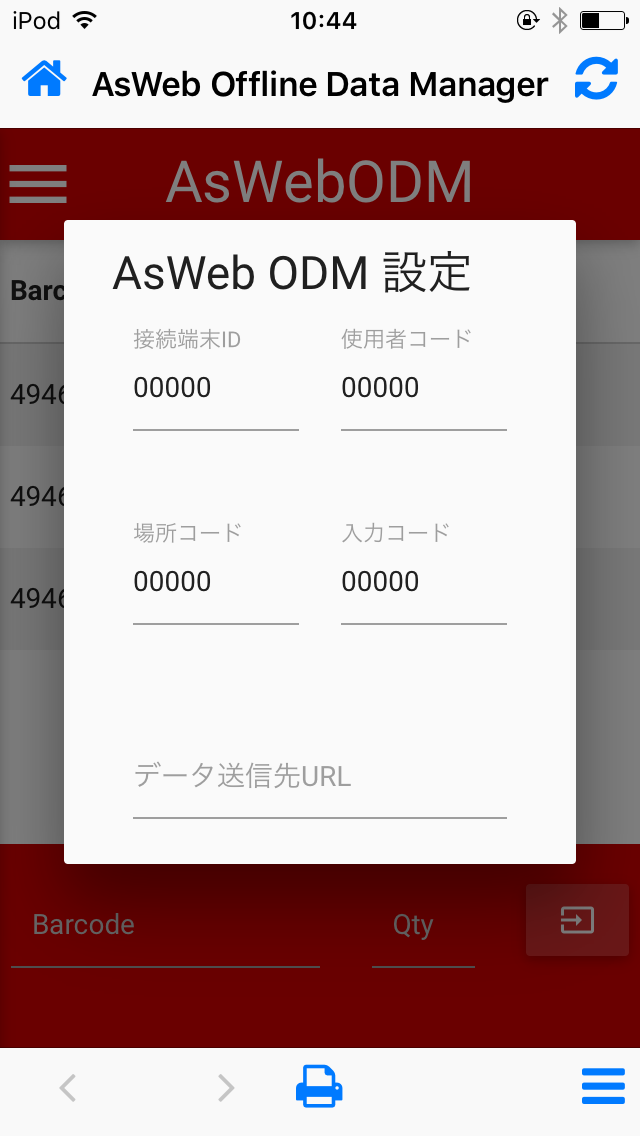 iPod 10:44
AsWeb Offline Data Manager
AsWebODM
AsWeb ODM 設定
Barc
接続端末ID 使用者コード
00000 00000
4946
4946
場所コード 入力コード
00000 00000
4946
データ送信先URL
Barcode Qty